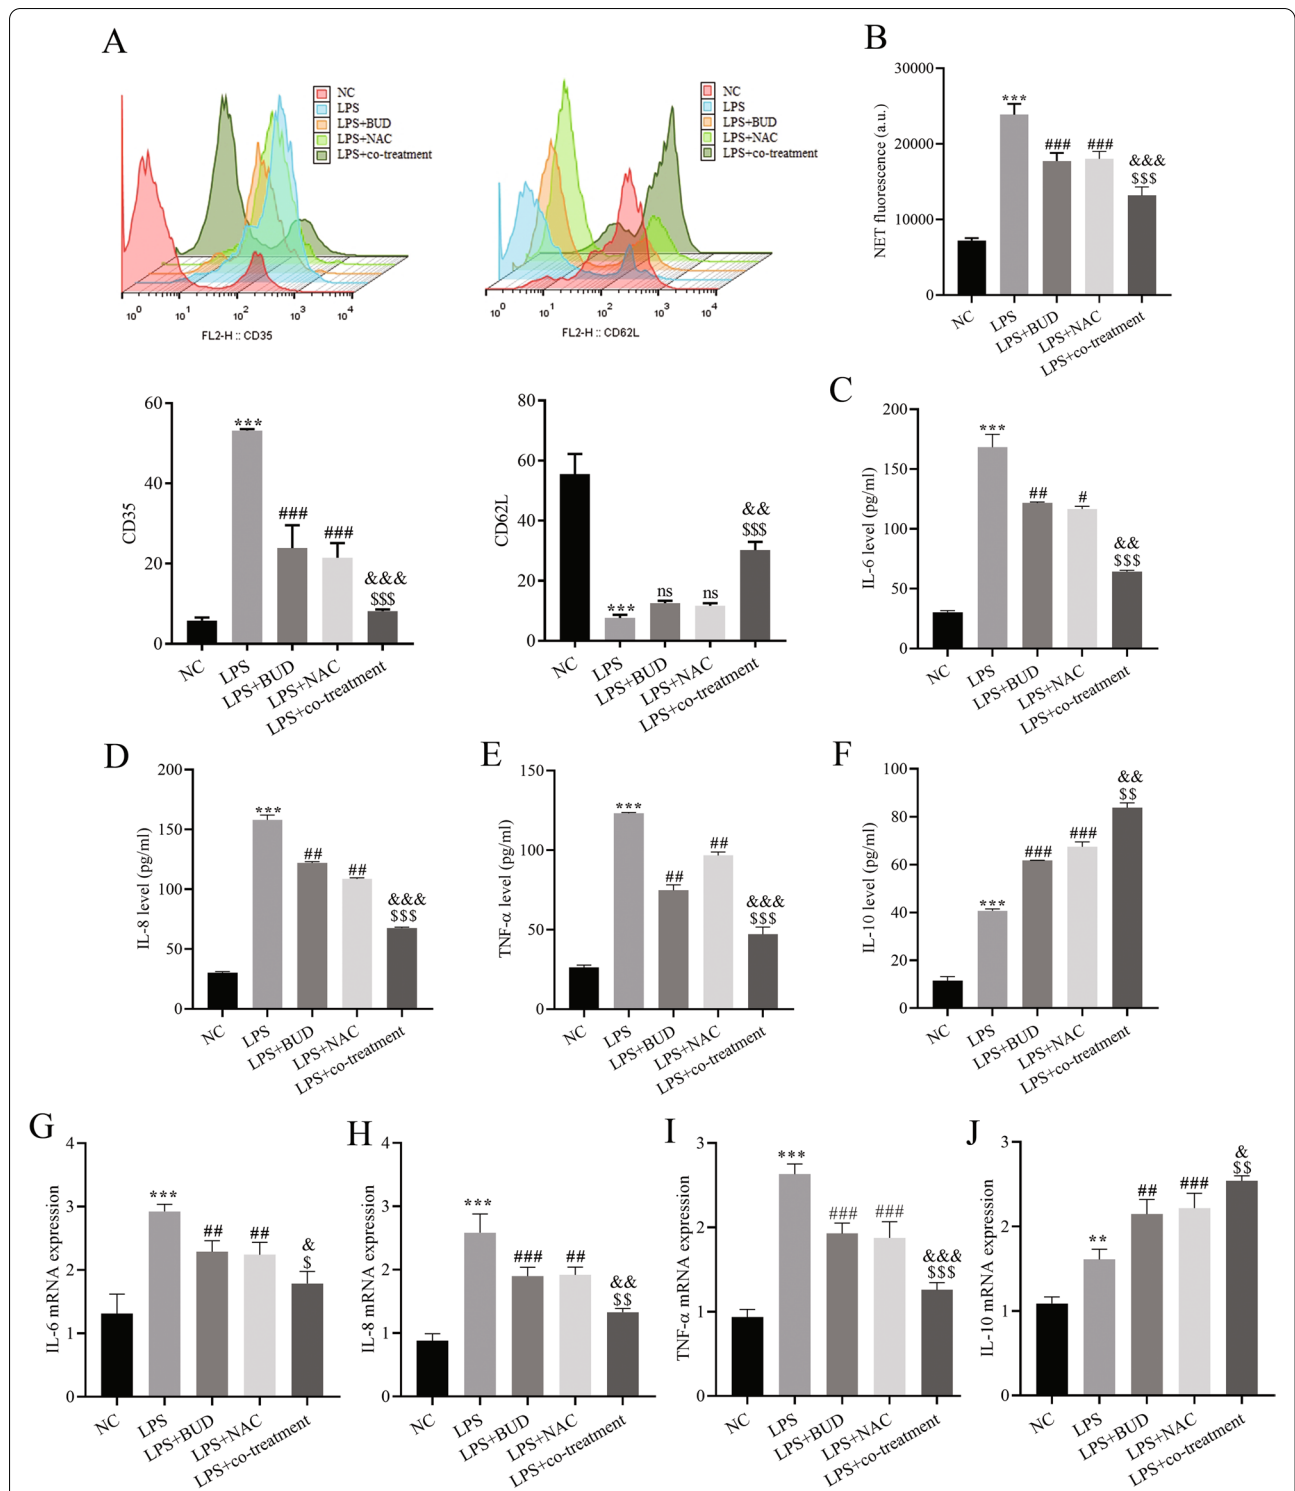 A
NC
LPS
LPS+BUD
LPS+NAC
LPS+co-treatment
10^0 10^1 10^2 10^3 10^4
FL2-H :: CD35
NC
LPS
LPS+BUD
LPS+NAC
LPS+co-treatment
10^0 10^1 10^2 10^3 10^4
FL2-H :: CD62L
B
NET fluorescence (a.u.)
30000
20000
10000
0
***
###
###
&&&
$$$
NC
LPS
LPS+BUD
LPS+NAC
LPS+co-treatment
CD35
60
40
20
0
***
###
###
&&&
$$$
NC
LPS
LPS+BUD
LPS+NAC
LPS+co-treatment
CD62L
80
60
40
20
0
***
ns
ns
&&
$$$
NC
LPS
LPS+BUD
LPS+NAC
LPS+co-treatment
C
IL-6 level (pg/ml)
200
150
100
50
0
***
##
#
&&
$$$
NC
LPS
LPS+BUD
LPS+NAC
LPS+co-treatment
D
IL-8 level (pg/ml)
200
150
100
50
0
***
##
##
&&&
$$$
NC
LPS
LPS+BUD
LPS+NAC
LPS+co-treatment
E
TNF-α level (pg/ml)
150
100
50
0
***
##
##
&&&
$$$
NC
LPS
LPS+BUD
LPS+NAC
LPS+co-treatment
F
IL-10 level (pg/ml)
100
80
60
40
20
0
***
###
###
&&
$$
NC
LPS
LPS+BUD
LPS+NAC
LPS+co-treatment
G
IL-6 mRNA expression
4
3
2
1
0
***
##
##
&
$
NC
LPS
LPS+BUD
LPS+NAC
LPS+co-treatment
H
IL-8 mRNA expression
4
3
2
1
0
***
###
##
&&
$$
NC
LPS
LPS+BUD
LPS+NAC
LPS+co-treatment
I
TNF-α mRNA expression
3
2
1
0
***
###
###
&&&
$$$
NC
LPS
LPS+BUD
LPS+NAC
LPS+co-treatment
J
IL-10 mRNA expression
3
2
1
0
**
##
###
&
$$
NC
LPS
LPS+BUD
LPS+NAC
LPS+co-treatment